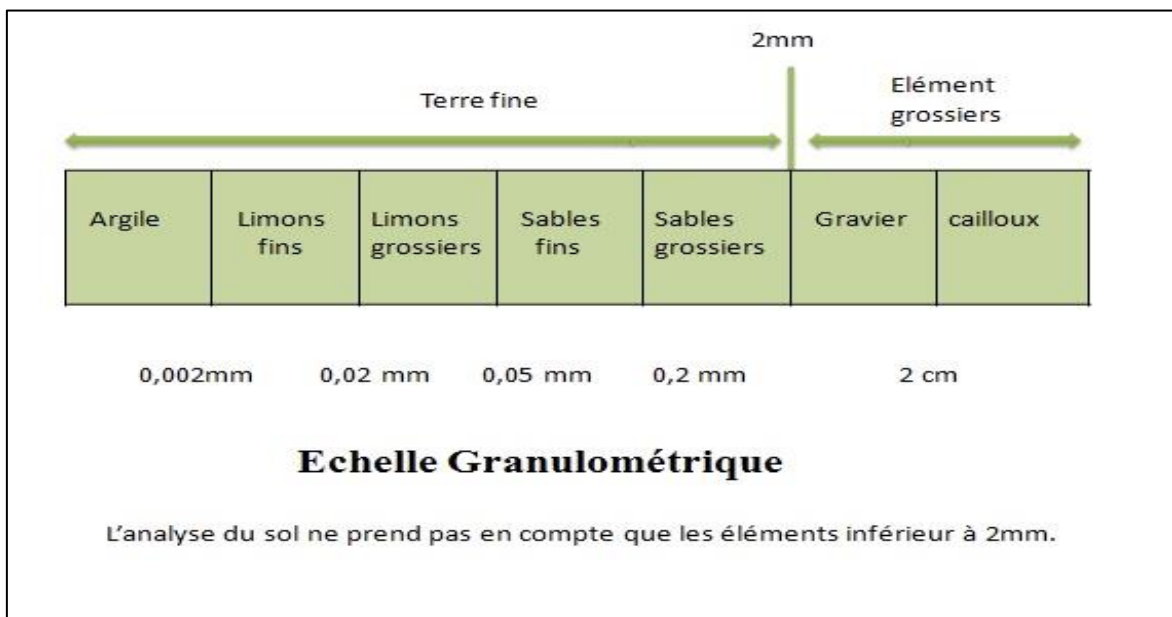 2mm
Terre fine
Elément
grossiers
Argile
Limons
fins
Limons
grossiers
Sables
fins
Sables
grossiers
Gravier
cailloux
0,002mm
0,02 mm
0,05 mm
0,2 mm
2 cm
Echelle Granulométrique
L'analyse du sol ne prend pas en compte que les éléments inférieur à 2mm.